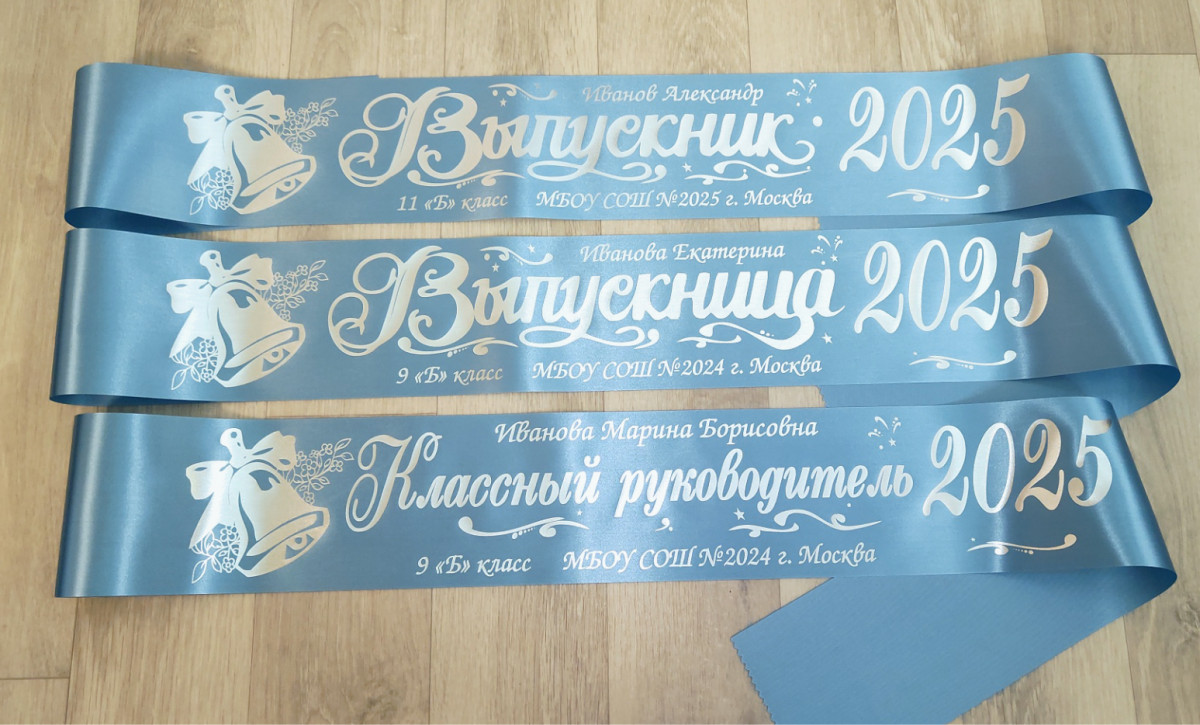 Иванов Александр
Выпускник 2025
11 «Б» класс МБОУ СОШ №2025 г. Москва
Иванова Екатерина
Выпускница 2025
9 «Б» класс МБОУ СОШ №2024 г. Москва
Иванова Марина Борисовна
Классный руководитель 2025
9 «Б» класс МБОУ СОШ №2024 г. Москва